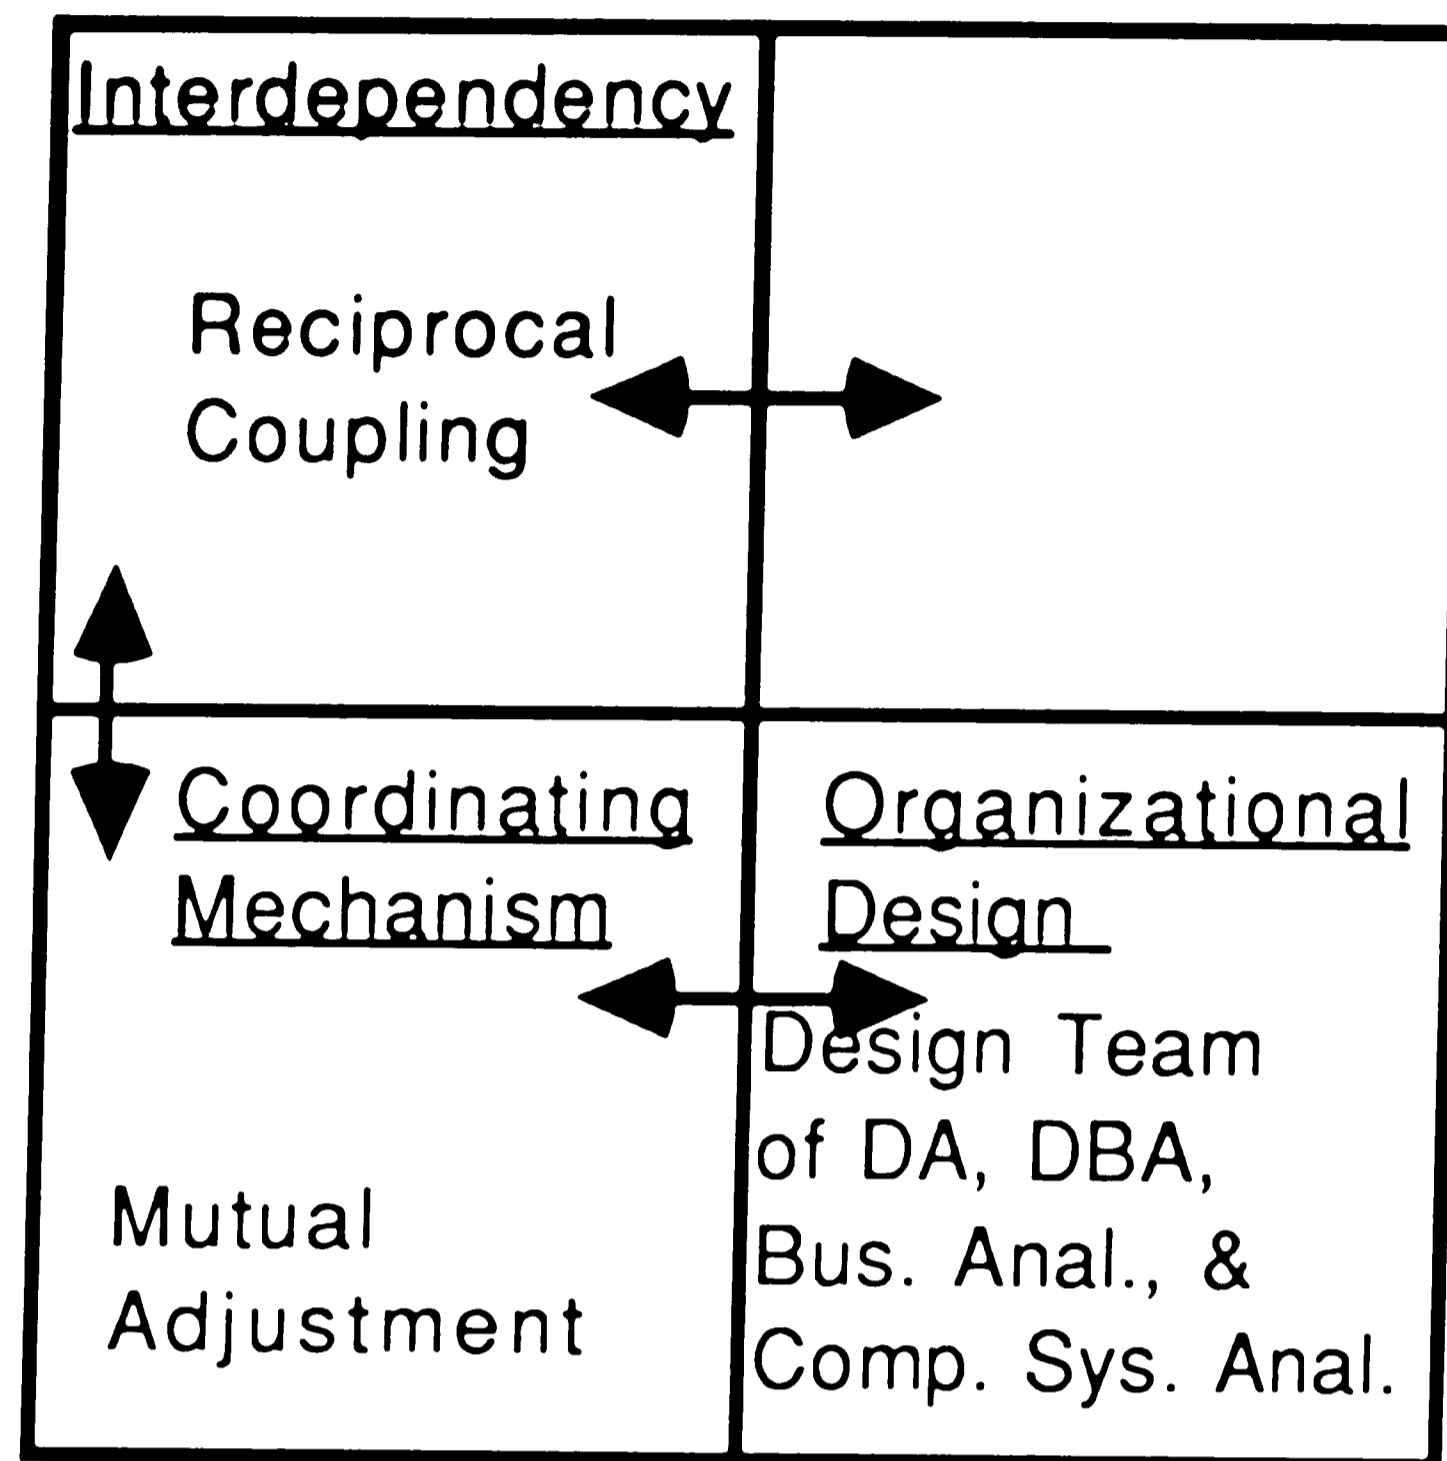 Interdependency
Reciprocal
Coupling
Coordinating
Mechanism
Mutual
Adjustment
Organizational
Design
Design Team
of DA, DBA,
Bus. Anal., &
Comp. Sys. Anal.